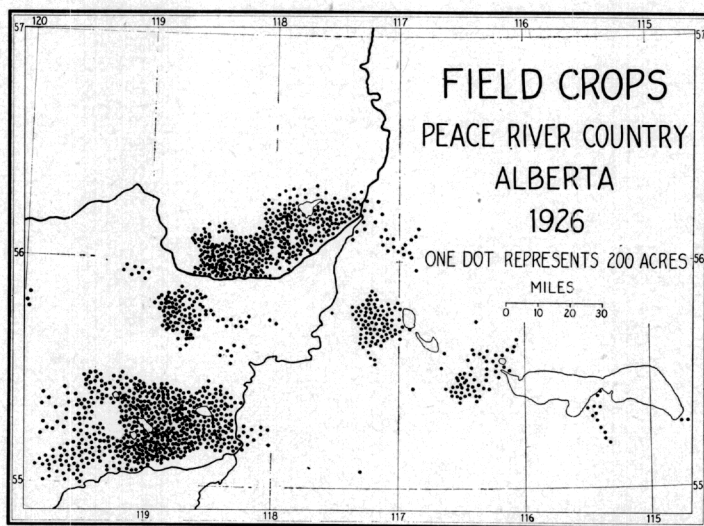 120 119 118 117 116 115
57
FIELD CROPS
PEACE RIVER COUNTRY
ALBERTA
1926
ONE DOT REPRESENTS 200 ACRES
MILES
0 10 20 30
56 56
55 55
119 118 117 116 115